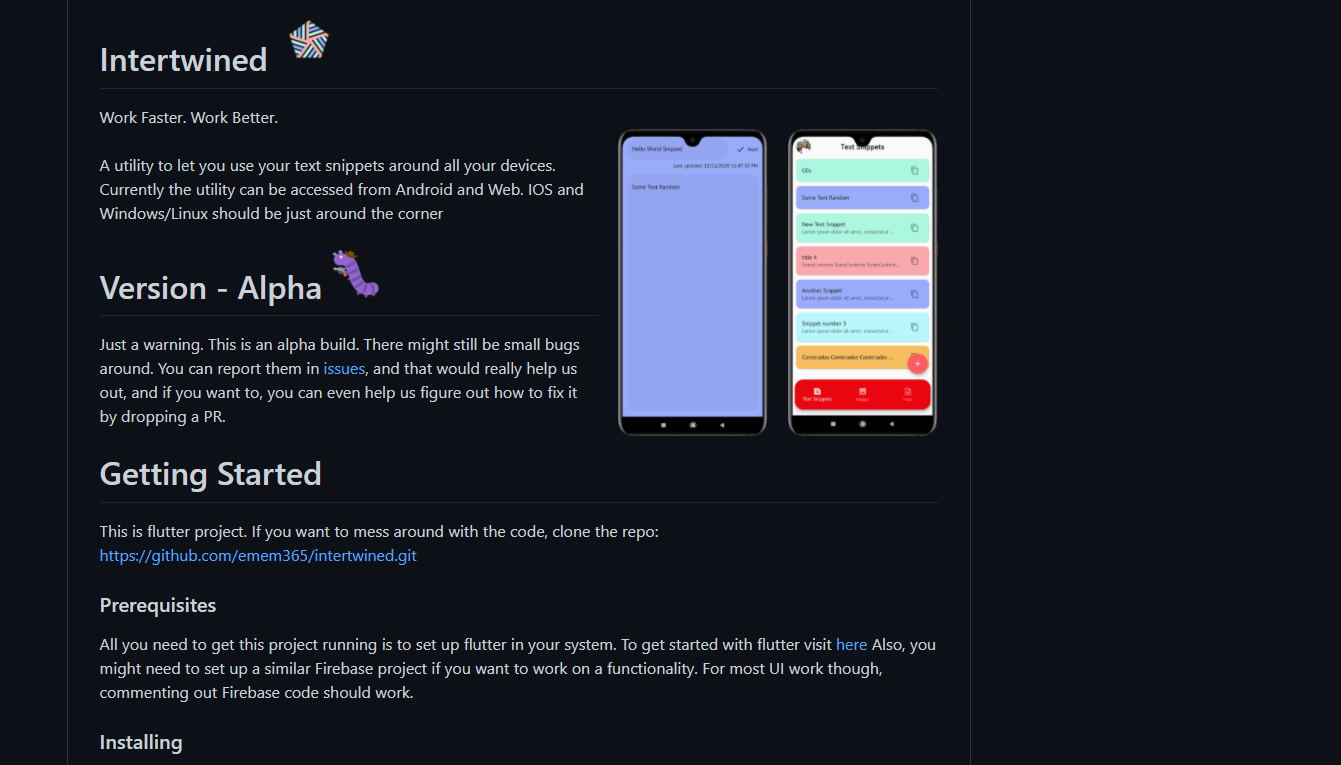 Intertwined
Work Faster. Work Better.
A utility to let you use your text snippets around all your devices.
Currently the utility can be accessed from Android and Web. IOS and
Windows/Linux should be just around the corner
Version - Alpha
Just a warning. This is an alpha build. There might still be small bugs
around. You can report them in issues, and that would really help us
out, and if you want to, you can even help us figure out how to fix it
by dropping a PR.
Hello World Snippet
Last updated: 12/11/2020 11:47:52 PM
Some Text Random
Text Snippets
Some Text Random
New Text Snippet
Lorem ipsum dolor sit amet, consectetur ...
title 4
SomeContents SomeContents SomeContent...
Another Snippet
Lorem ipsum dolor sit amet, consectetur ...
Snippet number 5
Lorem ipsum dolor sit amet, consectetur ...
Contenadas Contenadas Contenadas ...
+
Text Snippets
Images
Files
Getting Started
This is flutter project. If you want to mess around with the code, clone the repo:
https://github.com/emem365/intertwined.git
Prerequisites
All you need to get this project running is to set up flutter in your system. To get started with flutter visit here Also, you
might need to set up a similar Firebase project if you want to work on a functionality. For most UI work though,
commenting out Firebase code should work.
Installing